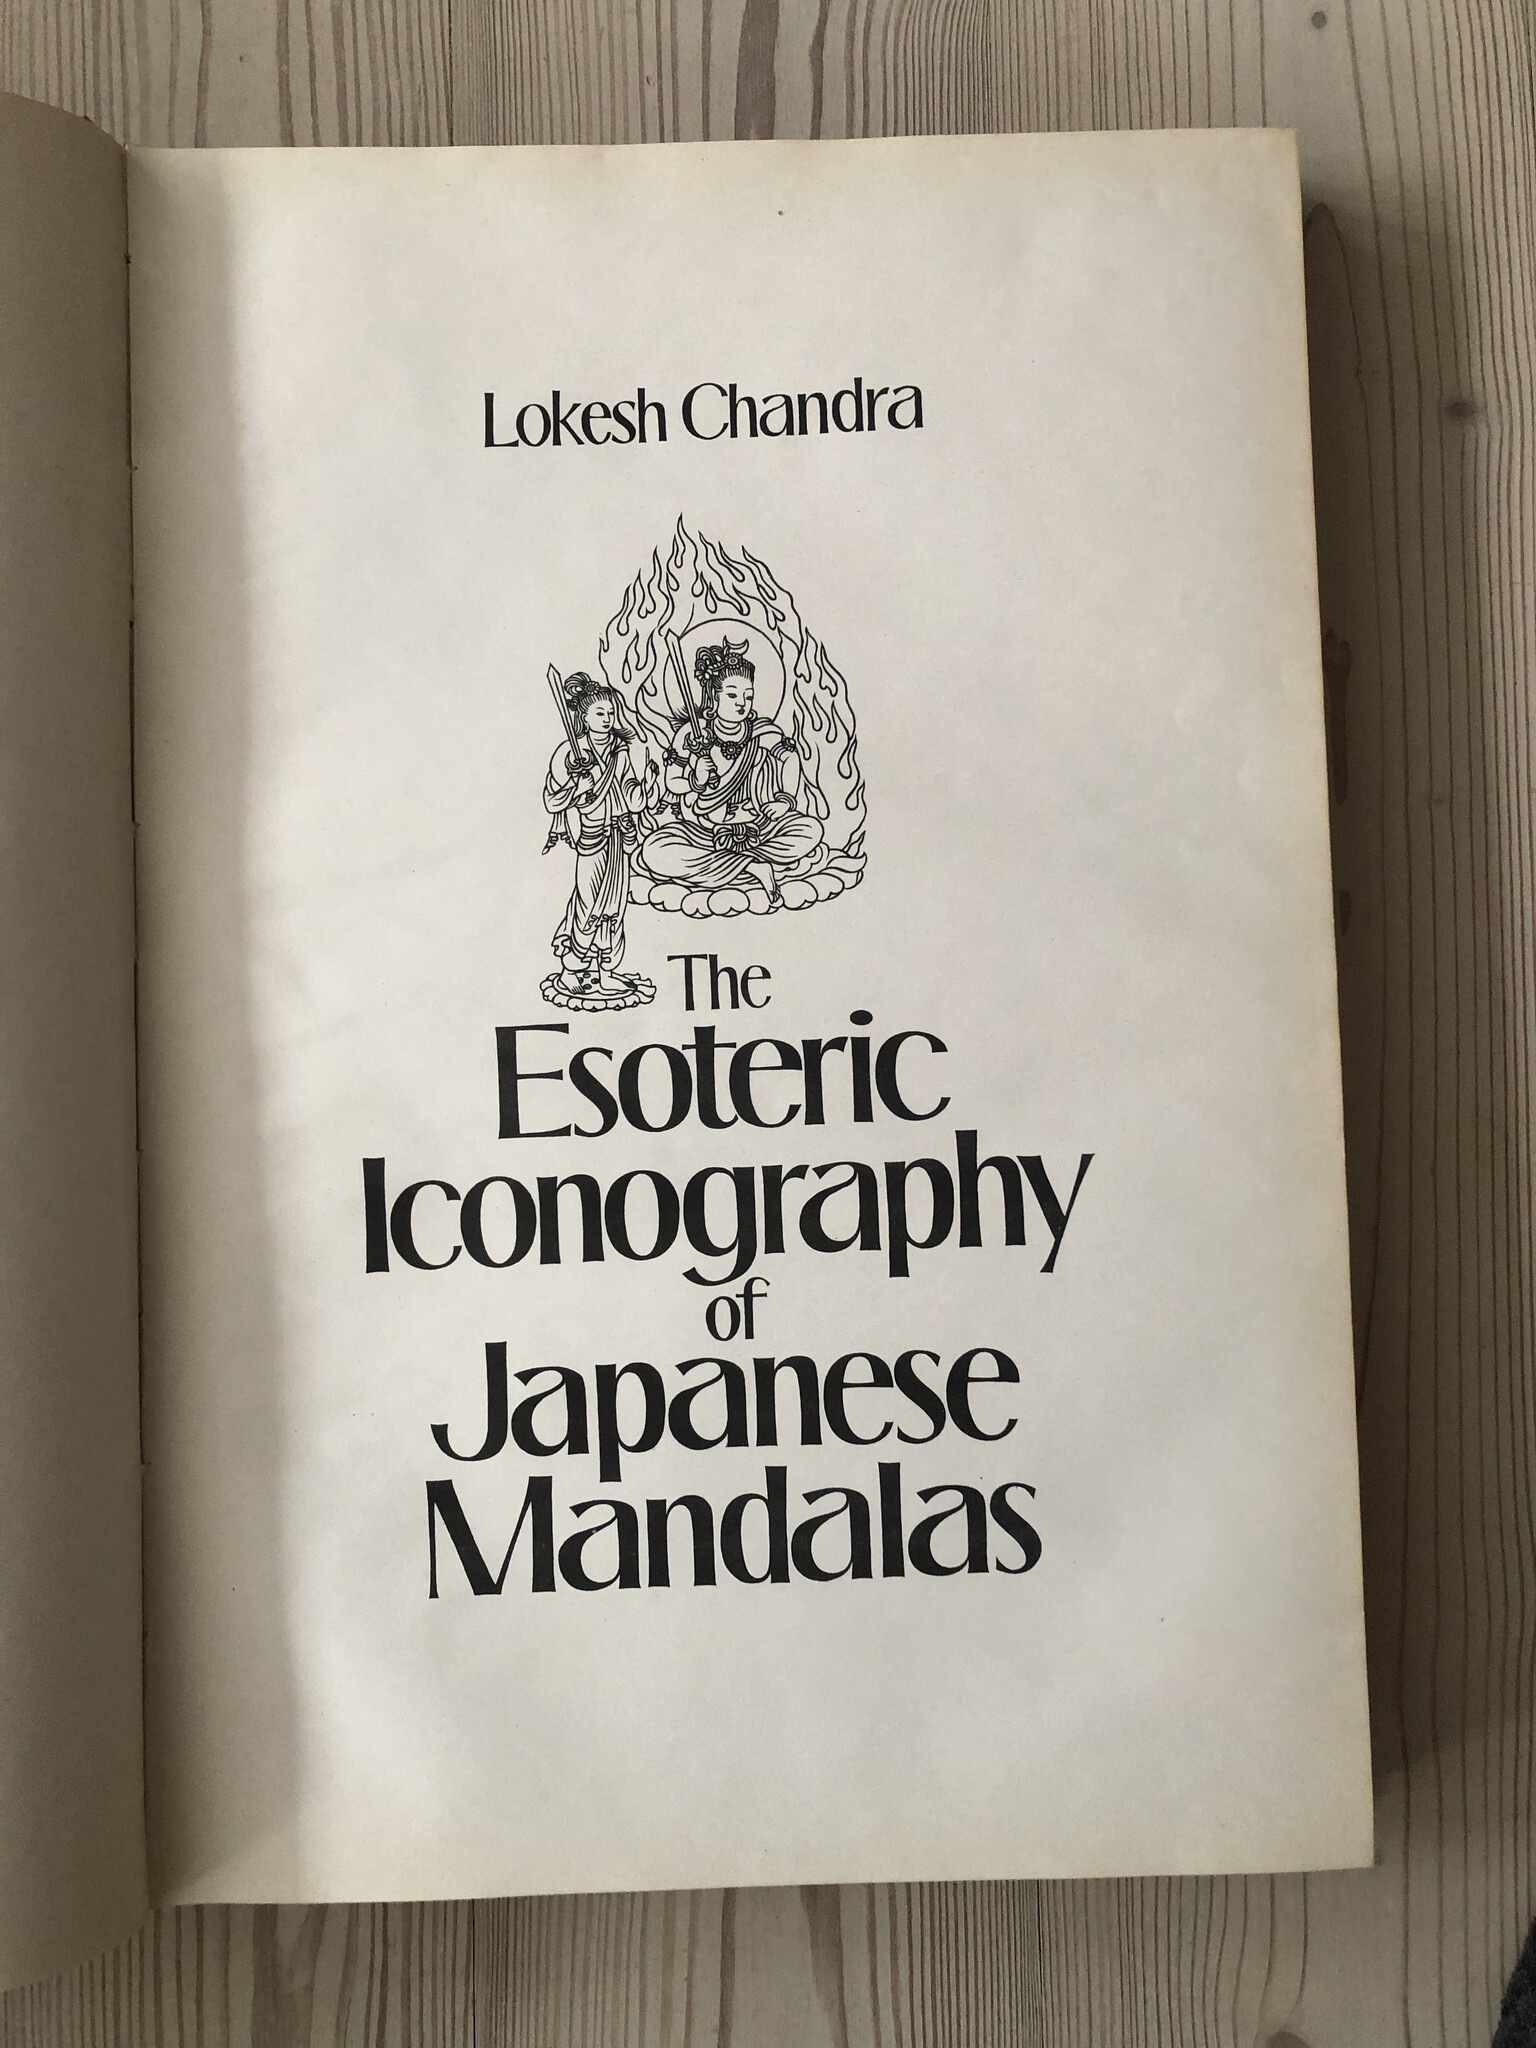 Lokesh Chandra
The
Esoteric
Iconography
of
Japanese
Mandalas